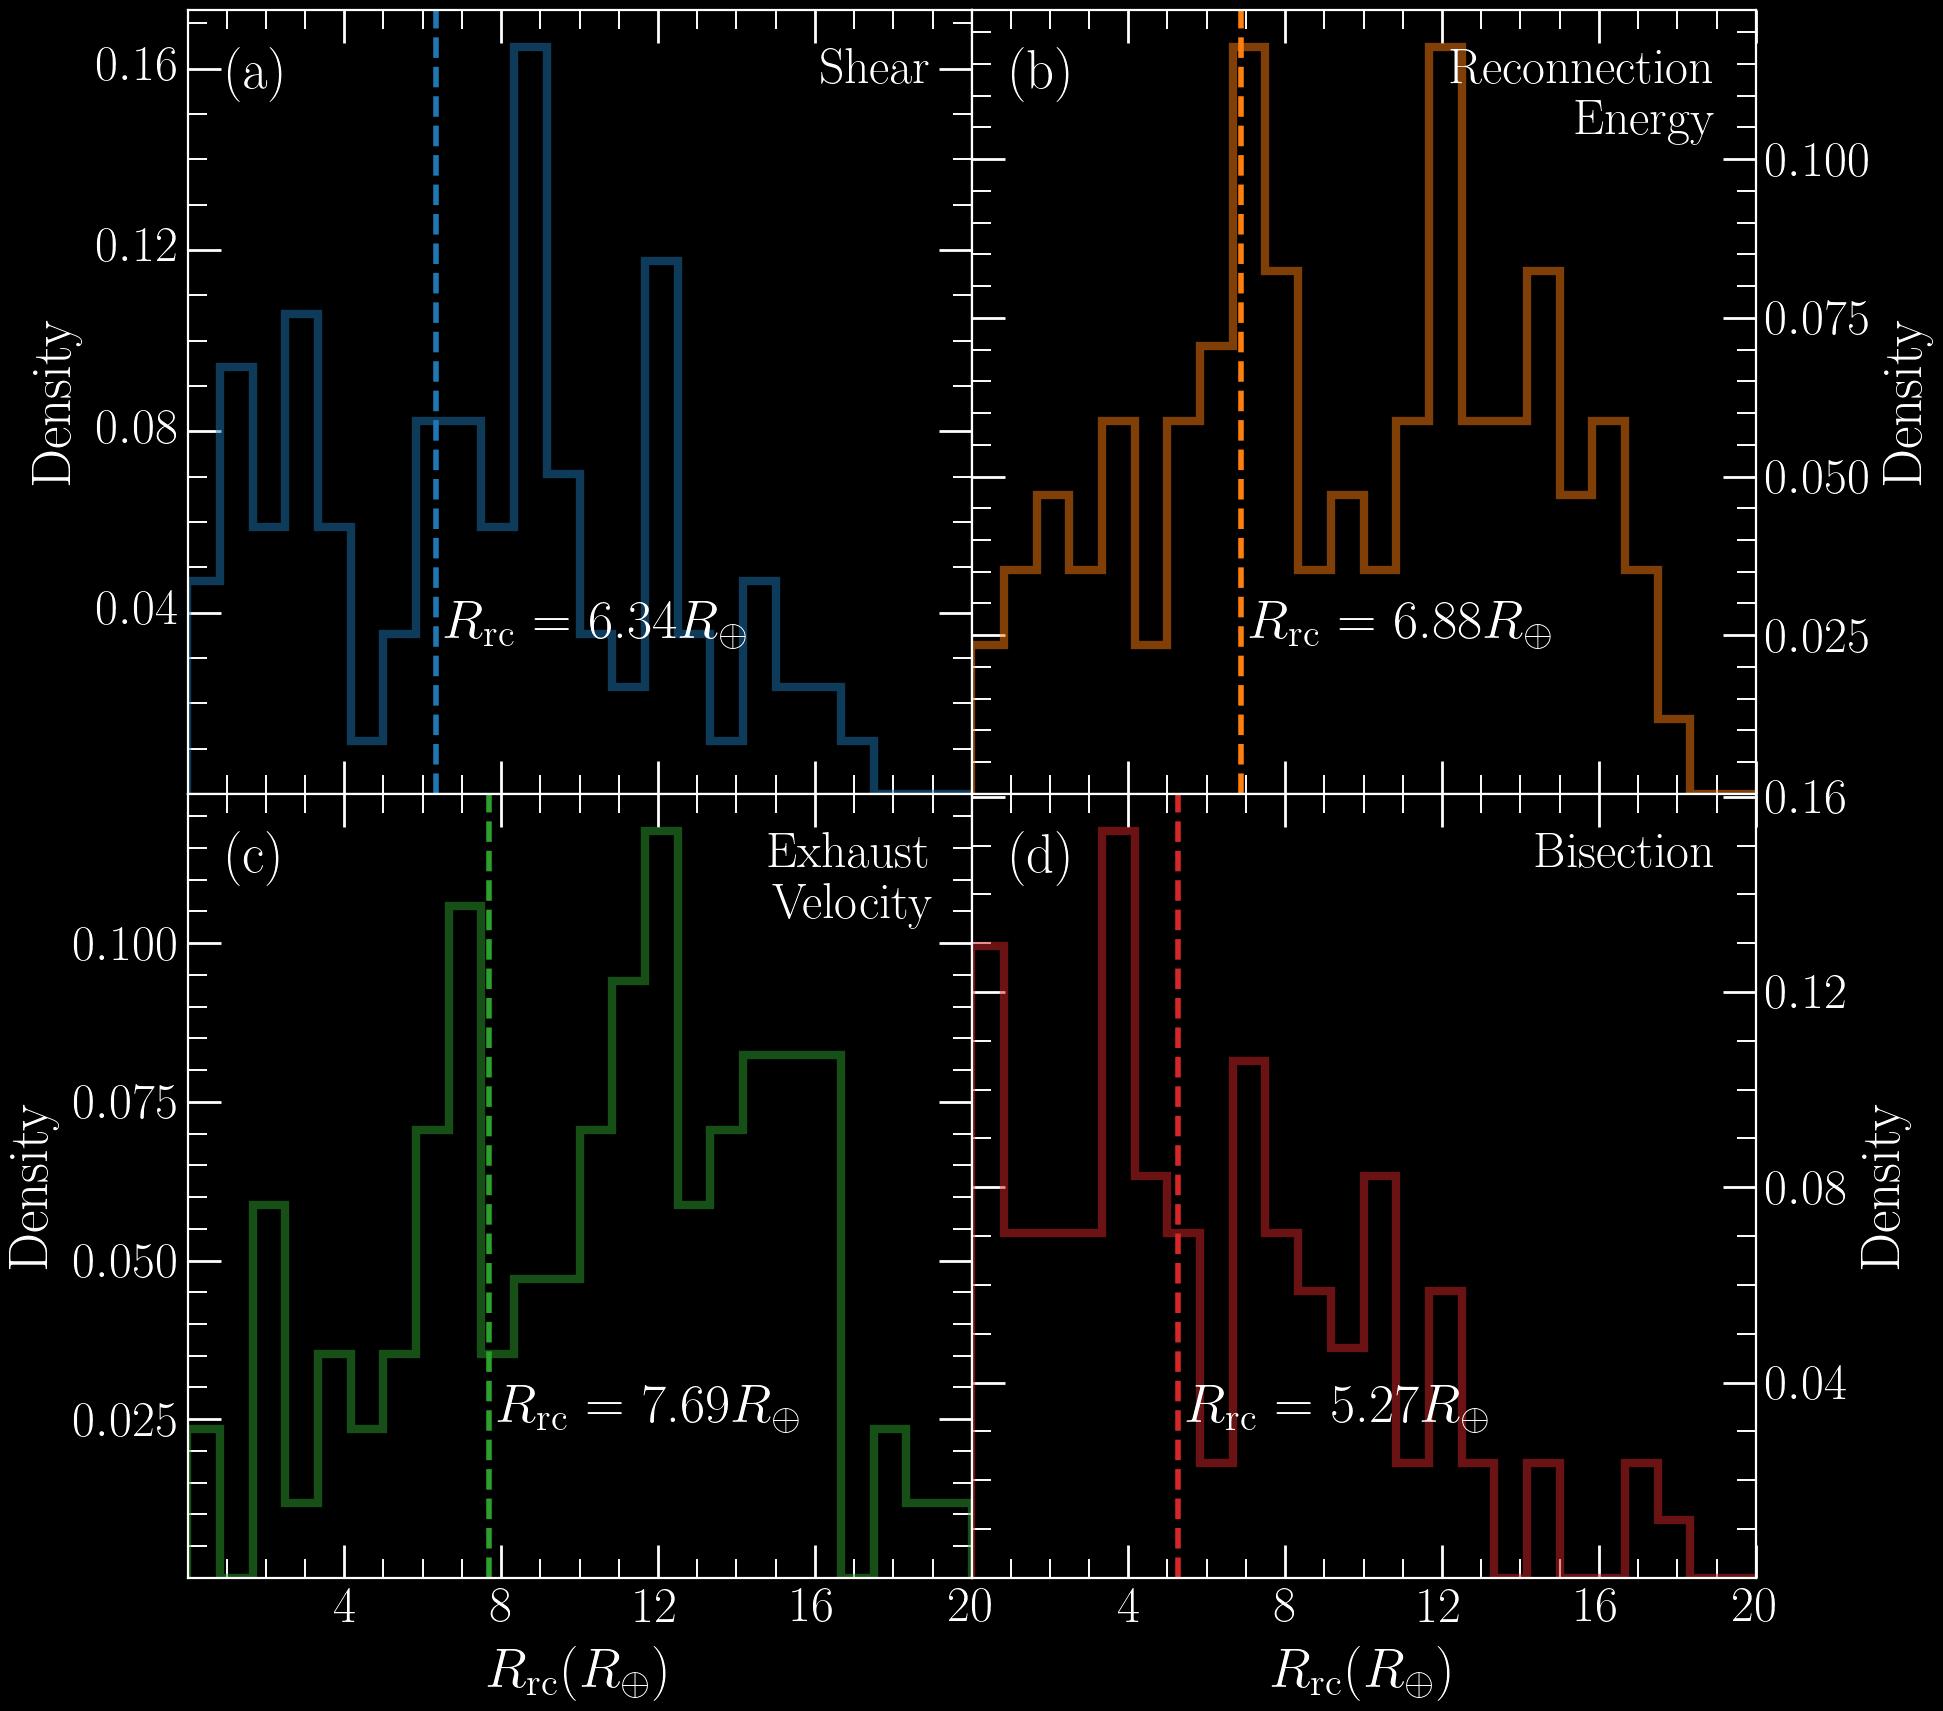 (a)
Shear
0.16
0.12
0.08
0.04
Density
R_rc = 6.34R_⊕
(b)
Reconnection
Energy
0.100
0.075
0.050
0.025
Density
R_rc = 6.88R_⊕
(c)
Exhaust
Velocity
0.100
0.075
0.050
0.025
Density
R_rc = 7.69R_⊕
4 8 12 16 20
R_rc(R_⊕)
(d)
Bisection
0.16
0.12
0.08
0.04
Density
R_rc = 5.27R_⊕
4 8 12 16 20
R_rc(R_⊕)